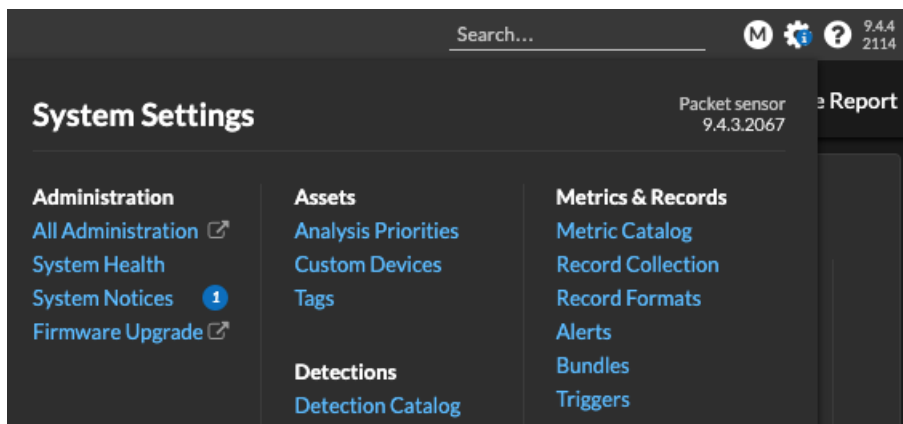 Search...
M
i
?
9.4.4
2114
System Settings
Packet sensor
9.4.3.2067
e Report
Administration
All Administration
System Health
System Notices 1
Firmware Upgrade
Assets
Analysis Priorities
Custom Devices
Tags
Detections
Detection Catalog
Metrics & Records
Metric Catalog
Record Collection
Record Formats
Alerts
Bundles
Triggers